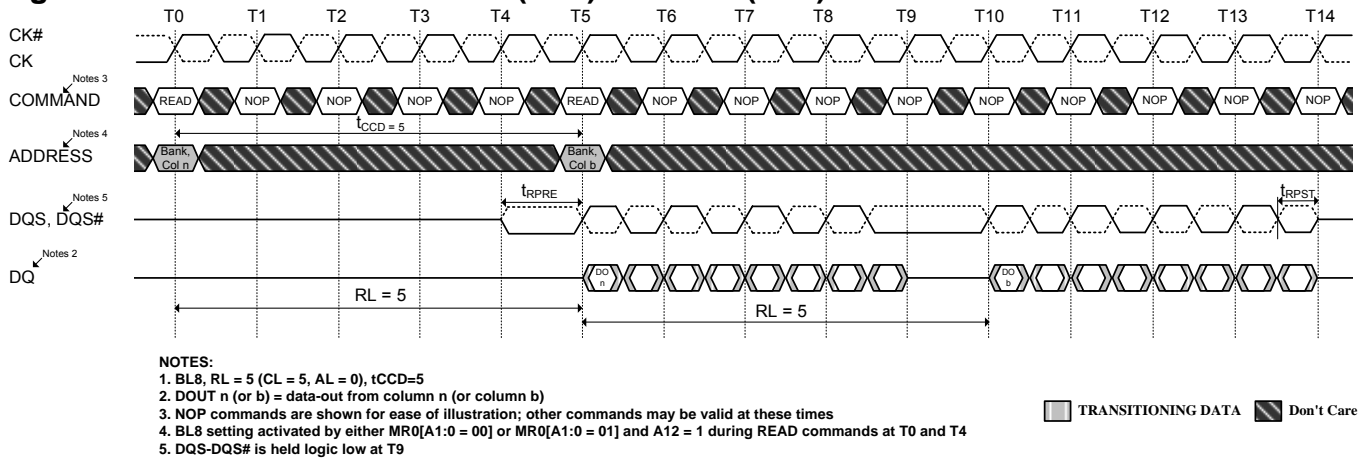 T0 T1 T2 T3 T4 T5 T6 T7 T8 T9 T10 T11 T12 T13 T14
CK#
CK
Notes 3
COMMAND READ NOP NOP NOP NOP READ NOP NOP NOP NOP NOP NOP NOP NOP NOP
tCCD = 5
Notes 4
ADDRESS Bank, Col n Bank, Col b
tRPRE tRPST
Notes 5
DQS, DQS#
Notes 2
DQ DO n DO b
RL = 5 RL = 5
NOTES:
1. BL8, RL = 5 (CL = 5, AL = 0), tCCD=5
2. DOUT n (or b) = data-out from column n (or column b)
3. NOP commands are shown for ease of illustration; other commands may be valid at these times
4. BL8 setting activated by either MR0[A1:0 = 00] or MR0[A1:0 = 01] and A12 = 1 during READ commands at T0 and T4
5. DQS-DQS# is held logic low at T9
TRANSITIONING DATA Don't Care